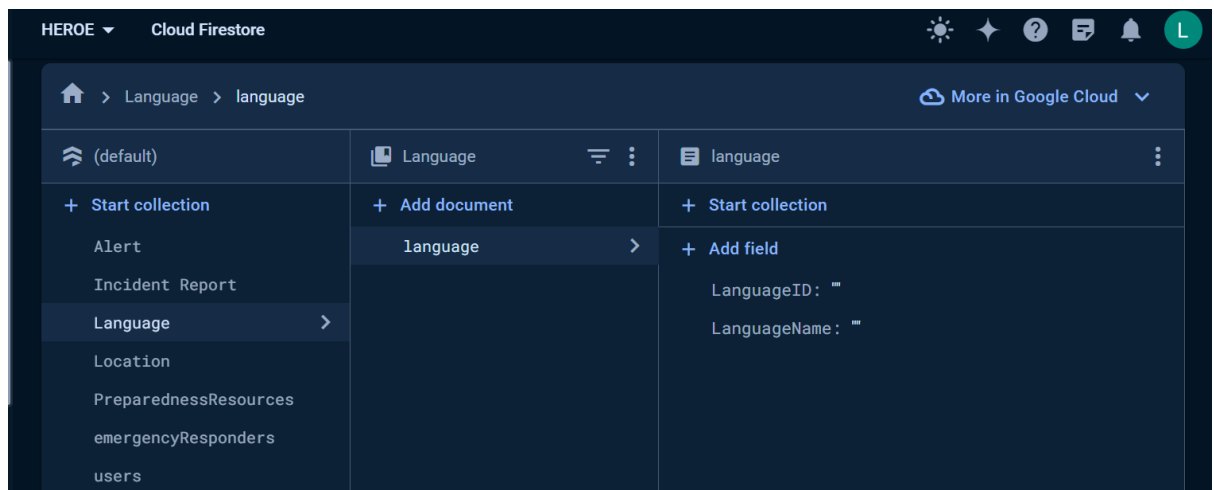 HEROE Cloud Firestore L
Language language More in Google Cloud
(default)
Start collection
Alert
Incident Report
Language
Location
PreparednessResources
emergencyResponders
users
Language
Add document
language
language
Start collection
Add field
LanguageID: ""
LanguageName: ""